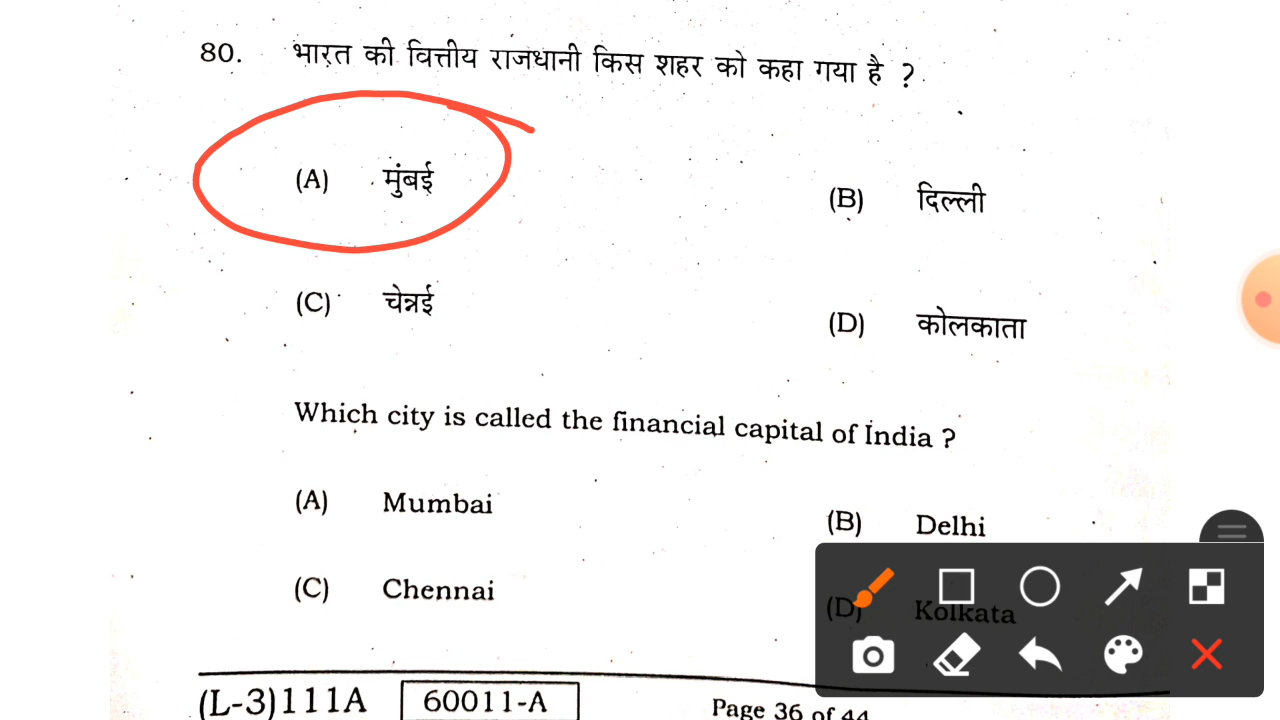 80. भारत की वित्तीय राजधानी किस शहर को कहा गया है ?
(A) मुंबई (B) दिल्ली
(C) चेन्नई (D) कोलकाता
Which city is called the financial capital of India ?
(A) Mumbai (B) Delhi
(C) Chennai (D) Kolkata
(L-3)111A 60011-A Page 36 of 44